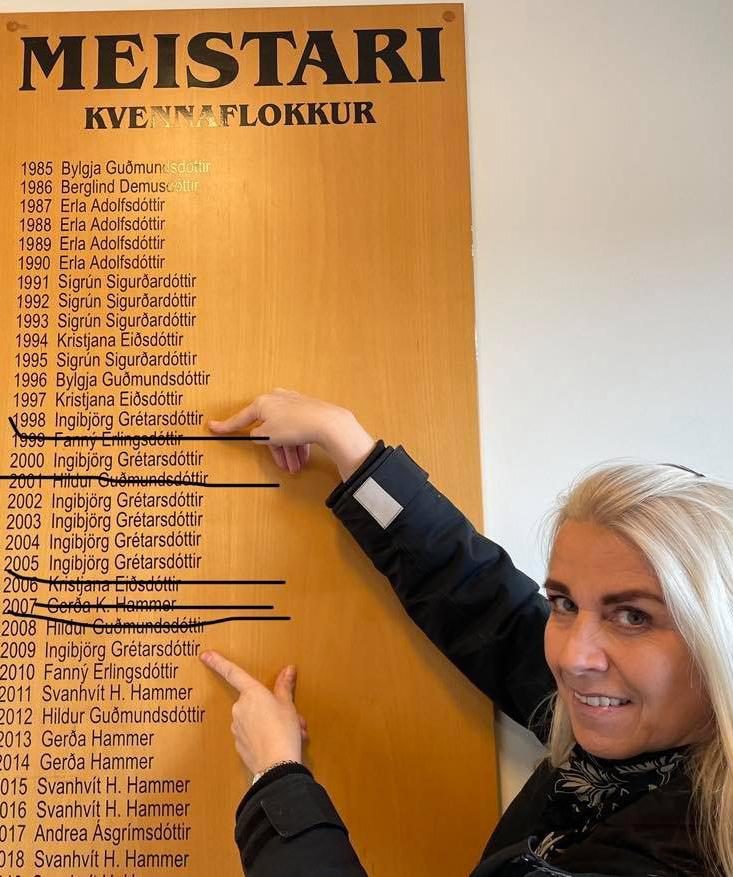 MEISTARI
KVENNAFLOKKUR
1985 Bylgja Guðmundsdóttir
1986 Berglind Demusdóttir
1987 Erla Adolfsdóttir
1988 Erla Adolfsdóttir
1989 Erla Adolfsdóttir
1990 Erla Adolfsdóttir
1991 Sigrún Sigurðardóttir
1992 Sigrún Sigurðardóttir
1993 Sigrún Sigurðardóttir
1994 Kristjana Eiðsdóttir
1995 Sigrún Sigurðardóttir
1996 Bylgja Guðmundsdóttir
1997 Kristjana Eiðsdóttir
1998 Ingibjörg Grétarsdóttir
1999 Fanný Erlingsdóttir
2000 Ingibjörg Grétarsdóttir
2001 Hildur Guðmundsdóttir
2002 Ingibjörg Grétarsdóttir
2003 Ingibjörg Grétarsdóttir
2004 Ingibjörg Grétarsdóttir
2005 Ingibjörg Grétarsdóttir
2006 Kristjana Eiðsdóttir
2007 Gerða K. Hammer
2008 Hildur Guðmundsdóttir
2009 Ingibjörg Grétarsdóttir
2010 Fanný Erlingsdóttir
2011 Svanhvít H. Hammer
2012 Hildur Guðmundsdóttir
2013 Gerða Hammer
2014 Gerða Hammer
015 Svanhvít H. Hammer
016 Svanhvít H. Hammer
017 Andrea Ásgrímsdóttir
018 Svanhvít H. Hammer